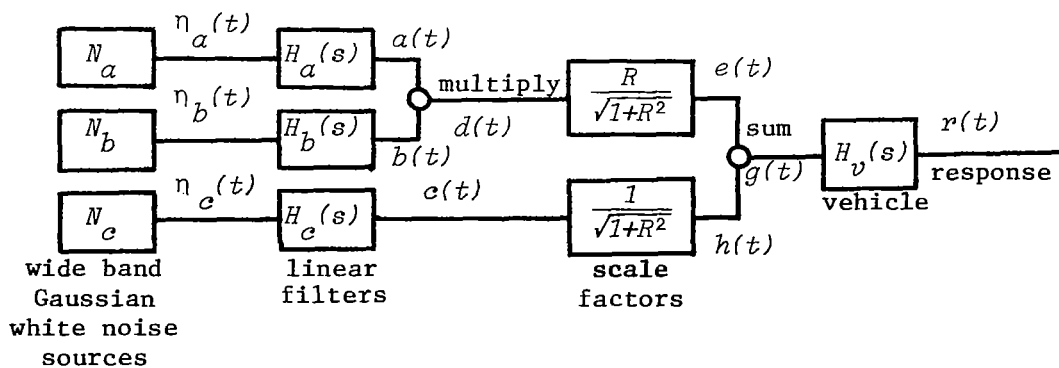 η_a(t)
a(t)
N_a
H_a(s)
multiply
R
√1+R²
e(t)
η_b(t)
N_b
H_b(s)
d(t)
b(t)
sum
r(t)
g(t)
H_v(s)
response
vehicle
η_c(t)
c(t)
N_c
H_c(s)
1
√1+R²
h(t)
wide band
Gaussian
white noise
sources
linear
filters
scale
factors